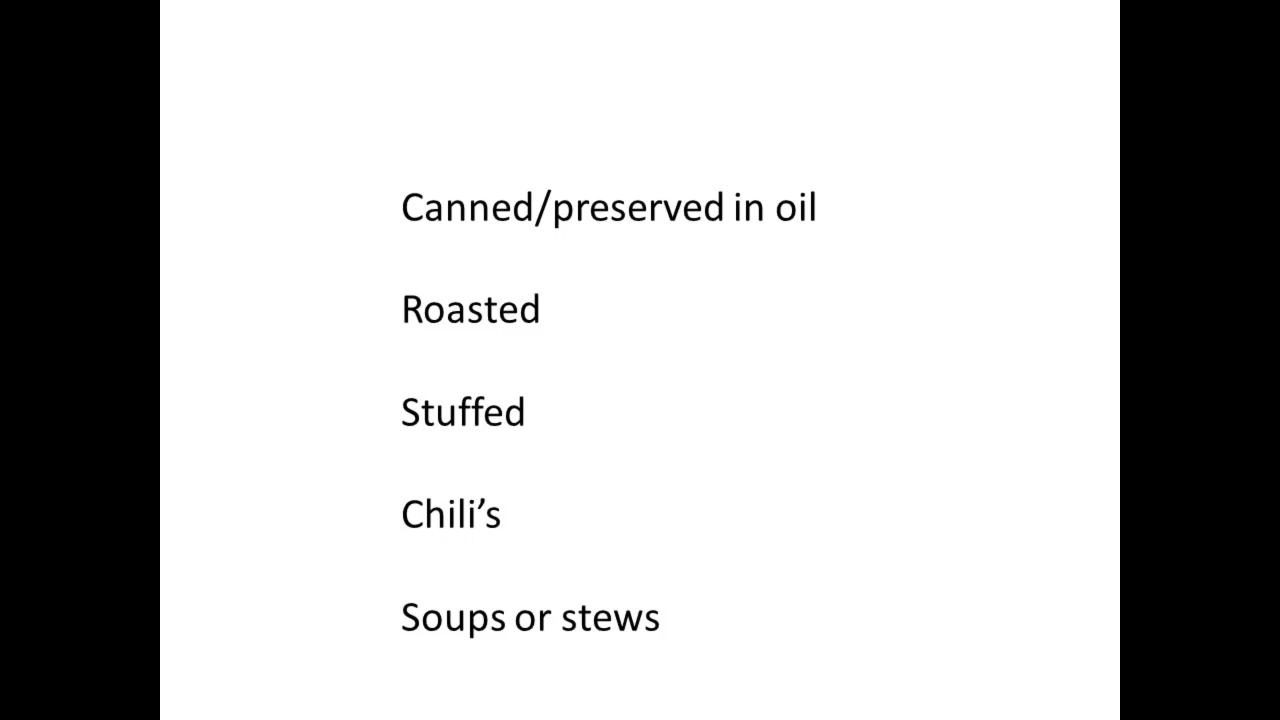 Canned/preserved in oil
Roasted
Stuffed
Chili’s
Soups or stews